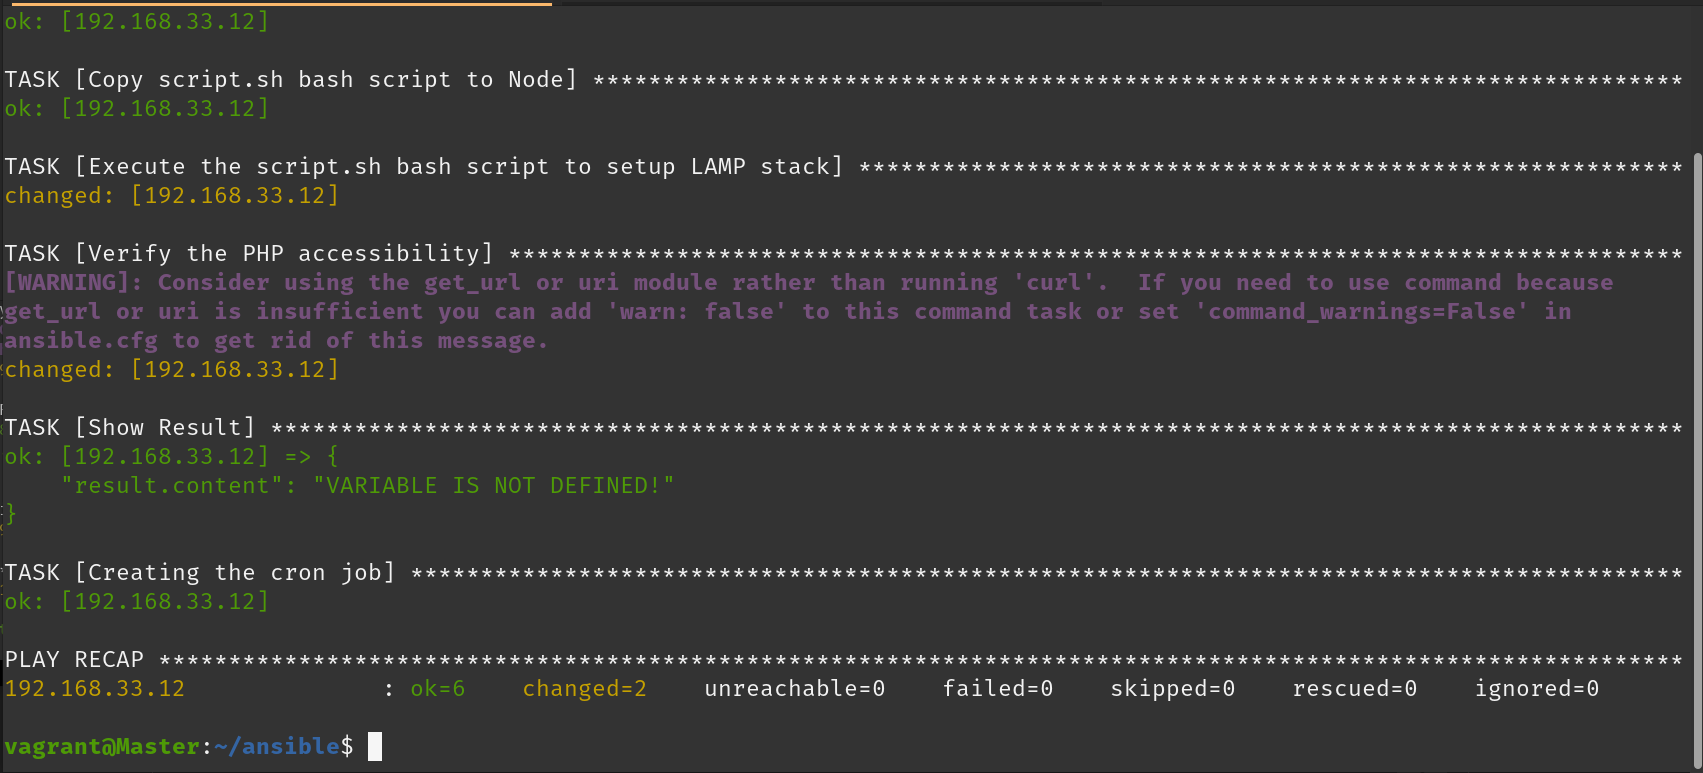 ok: [192.168.33.12]
TASK [Copy script.sh bash script to Node] ******************************************************************************
ok: [192.168.33.12]
TASK [Execute the script.sh bash script to setup LAMP stack] ***********************************************************
changed: [192.168.33.12]
TASK [Verify the PHP accessibility] ************************************************************************************
[WARNING]: Consider using the get_url or uri module rather than running 'curl'.  If you need to use command because
get_url or uri is insufficient you can add 'warn: false' to this command task or set 'command_warnings=False' in
ansible.cfg to get rid of this message.
changed: [192.168.33.12]
TASK [Show Result] *****************************************************************************************************
ok: [192.168.33.12] => {
    "result.content": "VARIABLE IS NOT DEFINED!"
}
TASK [Creating the cron job] *******************************************************************************************
ok: [192.168.33.12]
PLAY RECAP *************************************************************************************************************
192.168.33.12              : ok=6    changed=2    unreachable=0    failed=0    skipped=0    rescued=0    ignored=0
vagrant@Master:~/ansible$